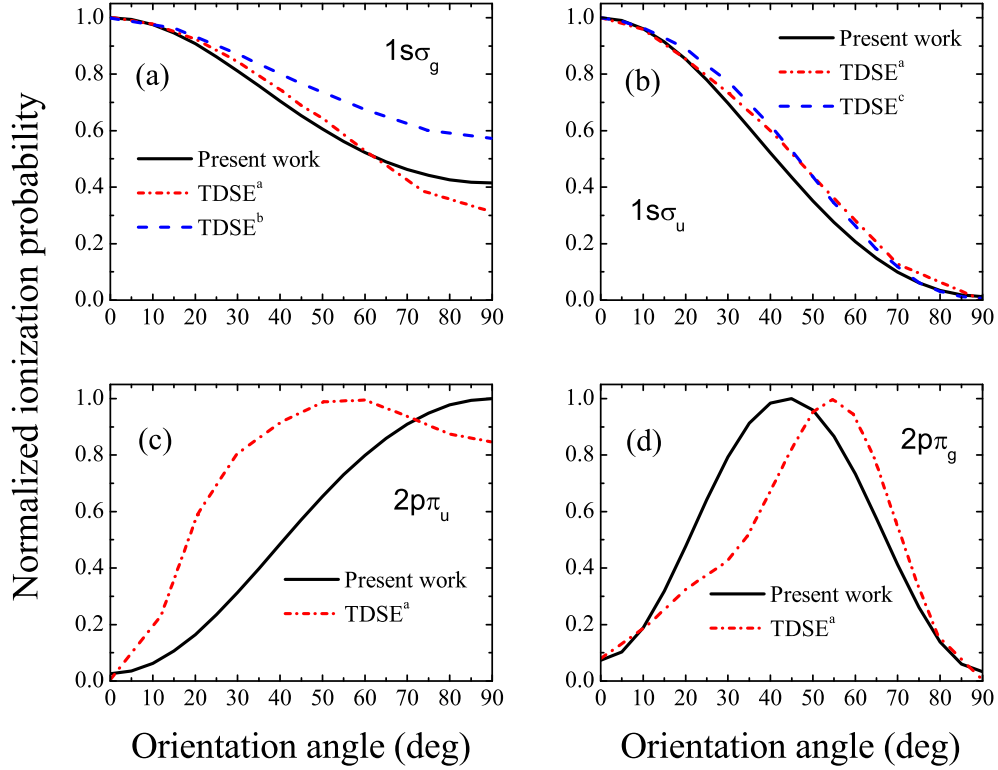 Normalized ionization probability
1.0
0.8
0.6
0.4
0.2
0.0
(a)
1sσg
Present work
TDSEᵃ
TDSEᵇ
0 10 20 30 40 50 60 70 80 90
1.0
0.8
0.6
0.4
0.2
0.0
(b)
Present work
TDSEᵃ
TDSEᶜ
1sσu
0 10 20 30 40 50 60 70 80 90
1.0
0.8
0.6
0.4
0.2
0.0
(c)
2pπu
Present work
TDSEᵃ
0 10 20 30 40 50 60 70 80 90
Orientation angle (deg)
1.0
0.8
0.6
0.4
0.2
0.0
(d)
2pπg
Present work
TDSEᵃ
0 10 20 30 40 50 60 70 80 90
Orientation angle (deg)